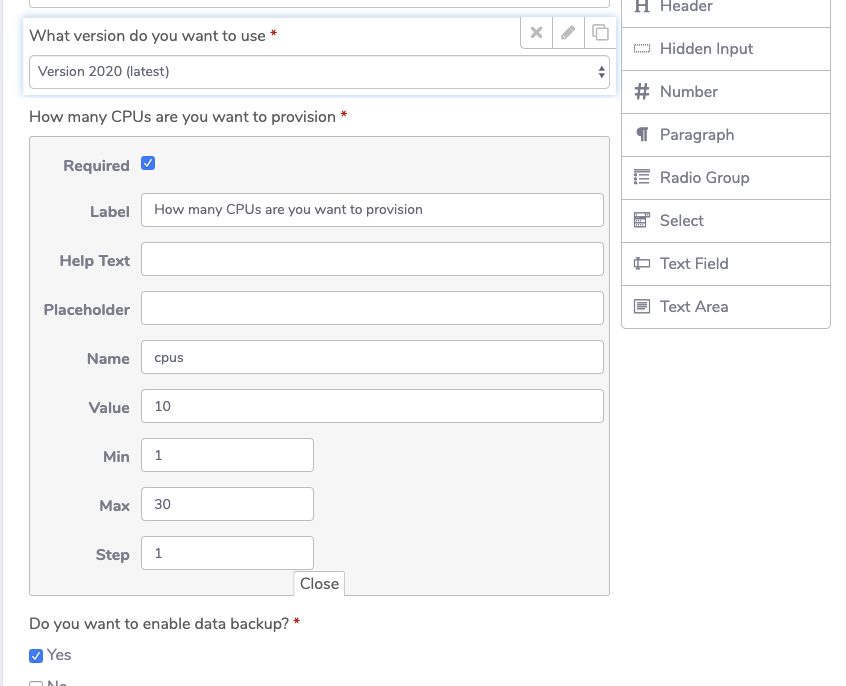 What version do you want to use *
Version 2020 (latest)
How many CPUs are you want to provision *
Required
Label How many CPUs are you want to provision
Help Text
Placeholder
Name cpus
Value 10
Min 1
Max 30
Step 1
Close
Do you want to enable data backup? *
Yes
No
Header
Hidden Input
Number
Paragraph
Radio Group
Select
Text Field
Text Area